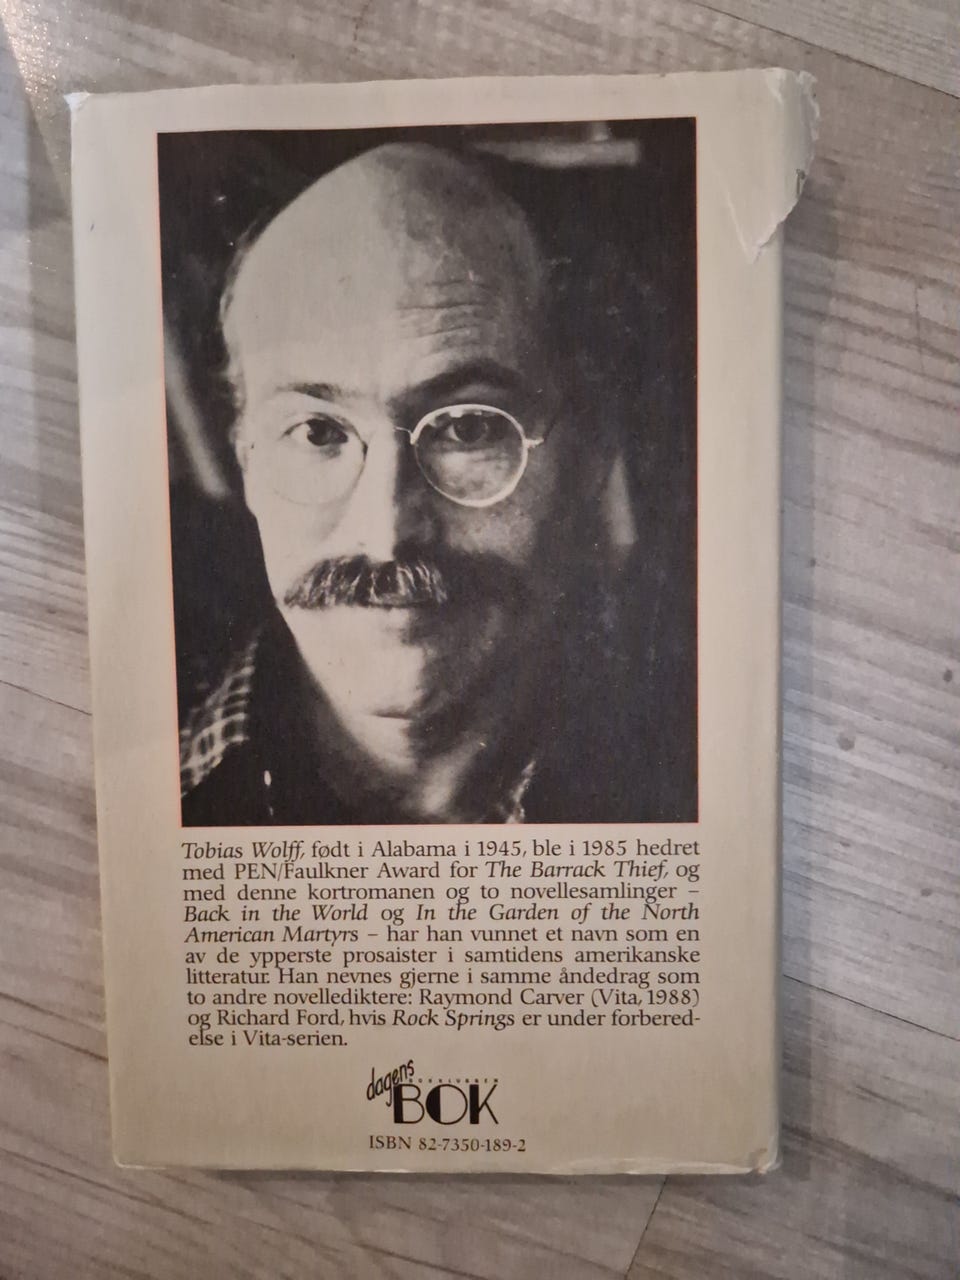 Tobias Wolff, født i Alabama i 1945, ble i 1985 hedret
med PEN/Faulkner Award for The Barrack Thief, og
med denne kortromanen og to novellesamlinger –
Back in the World og In the Garden of the North
American Martyrs – har han vunnet et navn som en
av de ypperste prosaister i samtidens amerikanske
litteratur. Han nevnes gjerne i samme åndedrag som
to andre novellediktere: Raymond Carver (Vita, 1988)
og Richard Ford, hvis Rock Springs er under forbered-
else i Vita-serien.
dagens
BOKKLUBBEN
BOK
ISBN 82-7350-189-2